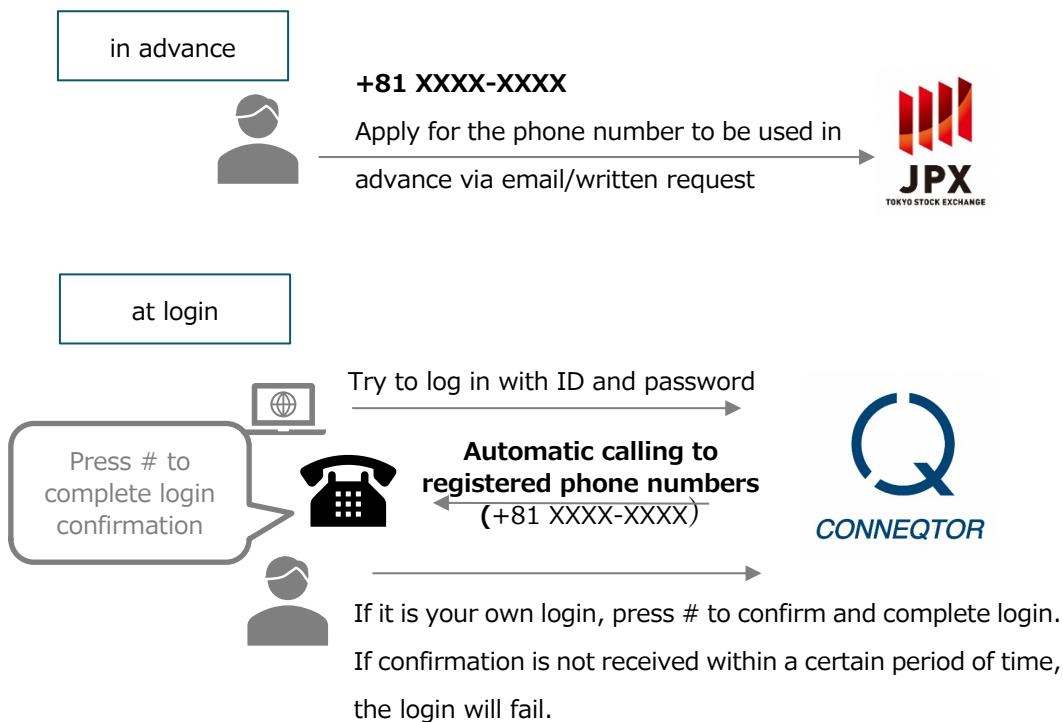 in advance
+81 XXXX-XXXX
Apply for the phone number to be used in
advance via email/written request
JPX
TOKYO STOCK EXCHANGE
at login
Try to log in with ID and password
Press # to
complete login
confirmation
Automatic calling to
registered phone numbers
(+81 XXXX-XXXX)
CONNEQTOR
If it is your own login, press # to confirm and complete login.
If confirmation is not received within a certain period of time,
the login will fail.